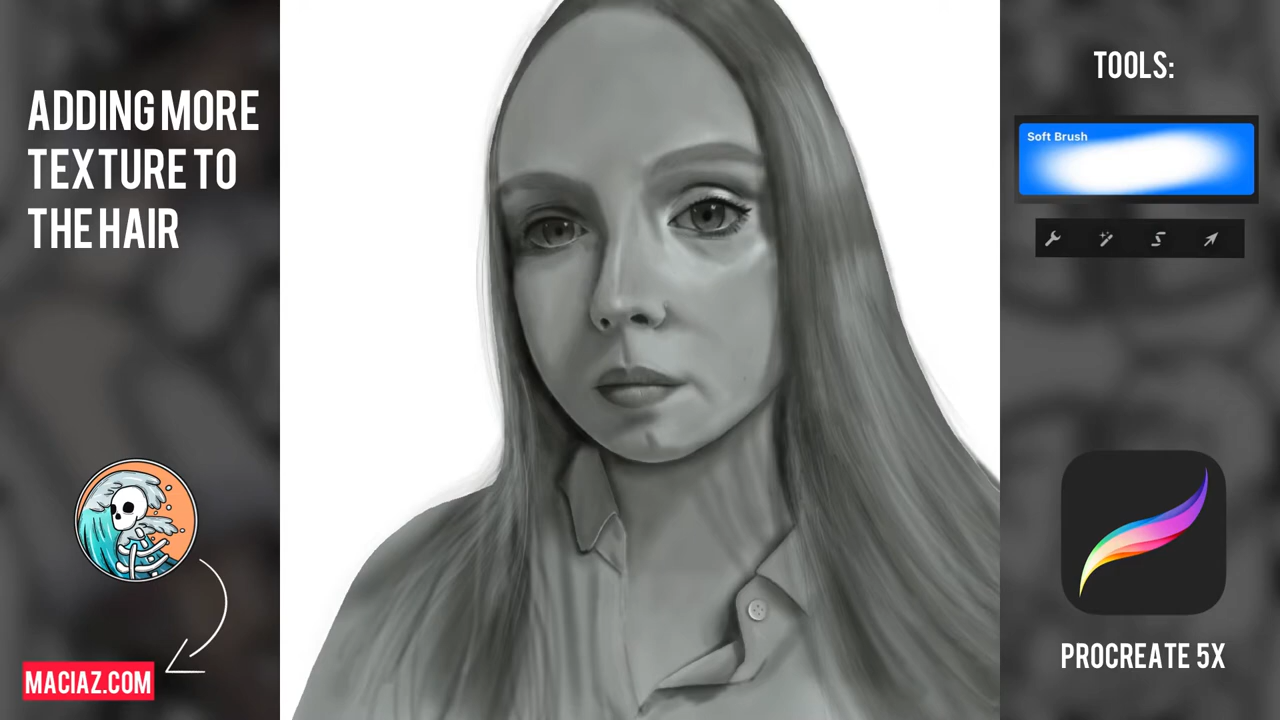 ADDING MORE
TEXTURE TO
THE HAIR
MACIAZ.COM
TOOLS:
Soft Brush
PROCREATE 5X